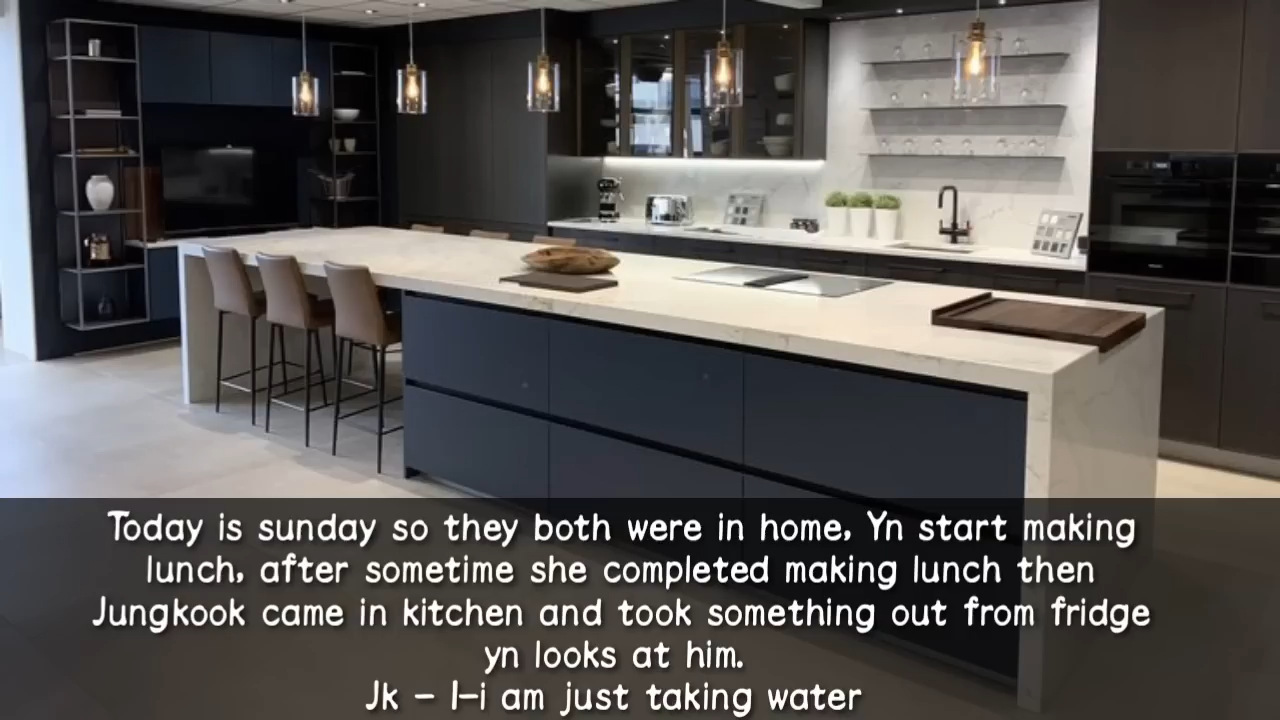 Today is sunday so they both were in home, Yn start making
lunch, after sometime she completed making lunch then
Jungkook came in kitchen and took something out from fridge
yn looks at him.
Jk - I-i am just taking water